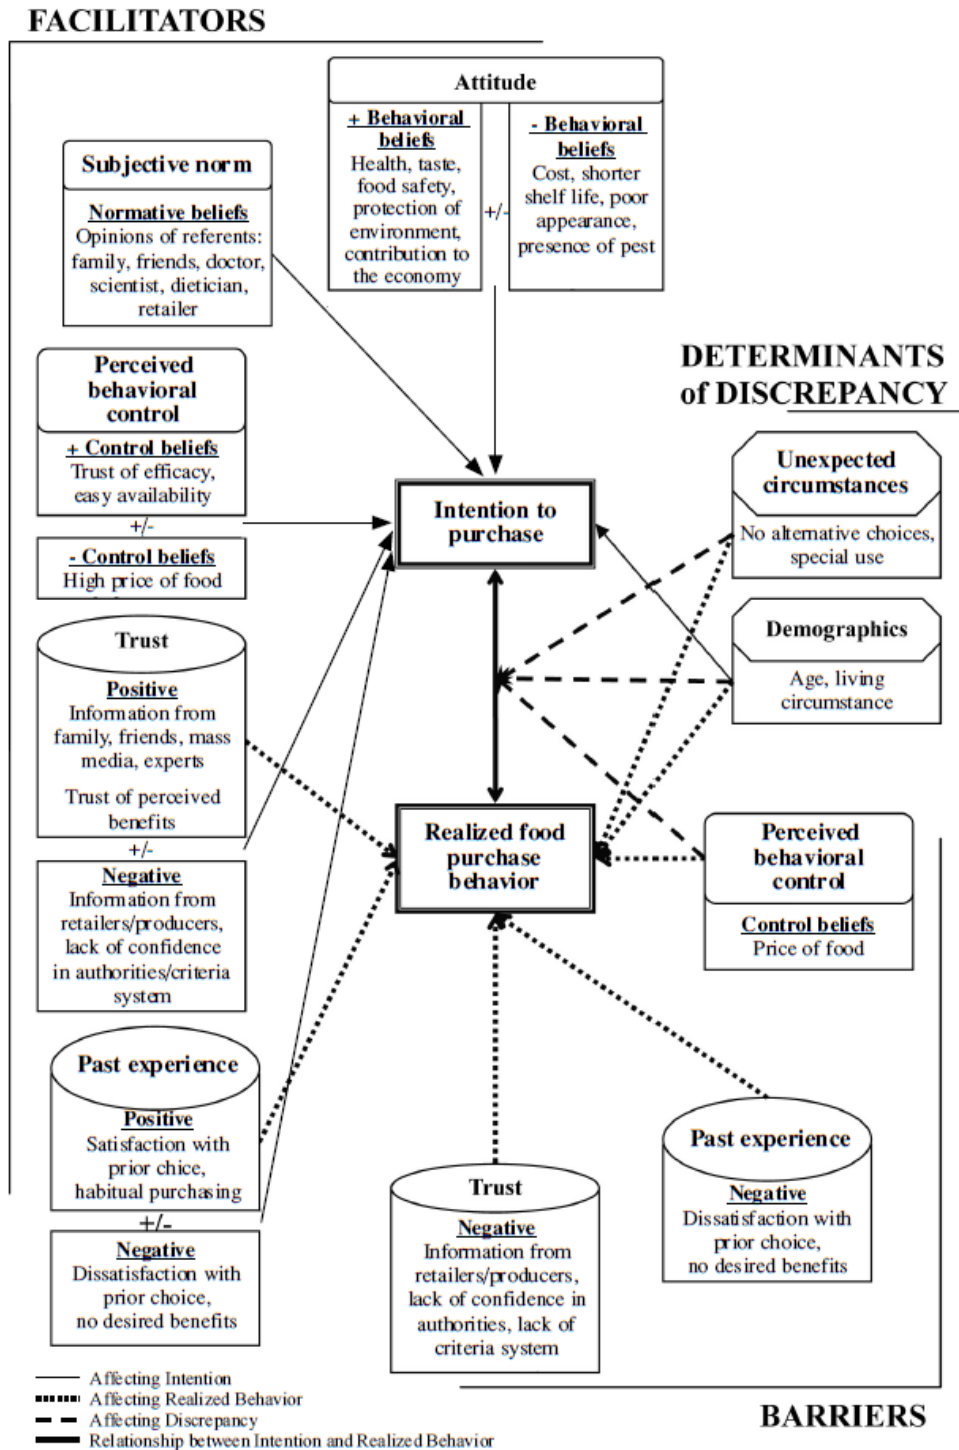 FACILITATORS
Attitude
+ Behavioral
beliefs
Health, taste,
food safety,
protection of
environment,
contribution to
the economy
+/-
- Behavioral
beliefs
Cost, shorter
shelf life, poor
appearance,
presence of pest
Subjective norm
Normative beliefs
Opinions of referents:
family, friends, doctor,
scientist, dietician,
retailer
Perceived
behavioral
control
+ Control beliefs
Trust of efficacy,
easy availability
+/-
- Control beliefs
High price of food
DETERMINANTS
of DISCREPANCY
Unexpected
circumstances
No alternative choices,
special use
Intention to
purchase
Demographics
Age, living
circumstance
Trust
Positive
Information from
family, friends, mass
media, experts
Trust of perceived
benefits
+/-
Negative
Information from
retailers/producers,
lack of confidence
in authorities/criteria
system
Realized food
purchase
behavior
Perceived
behavioral
control
Control beliefs
Price of food
Past experience
Positive
Satisfaction with
prior chice,
habitual purchasing
+/-
Negative
Dissatisfaction with
prior choice,
no desired benefits
Trust
Negative
Information from
retailers/producers,
lack of confidence in
authorities, lack of
criteria system
Past experience
Negative
Dissatisfaction with
prior choice,
no desired benefits
Affecting Intention
Affecting Realized Behavior
Affecting Discrepancy
Relationship between Intention and Realized Behavior
BARRIERS